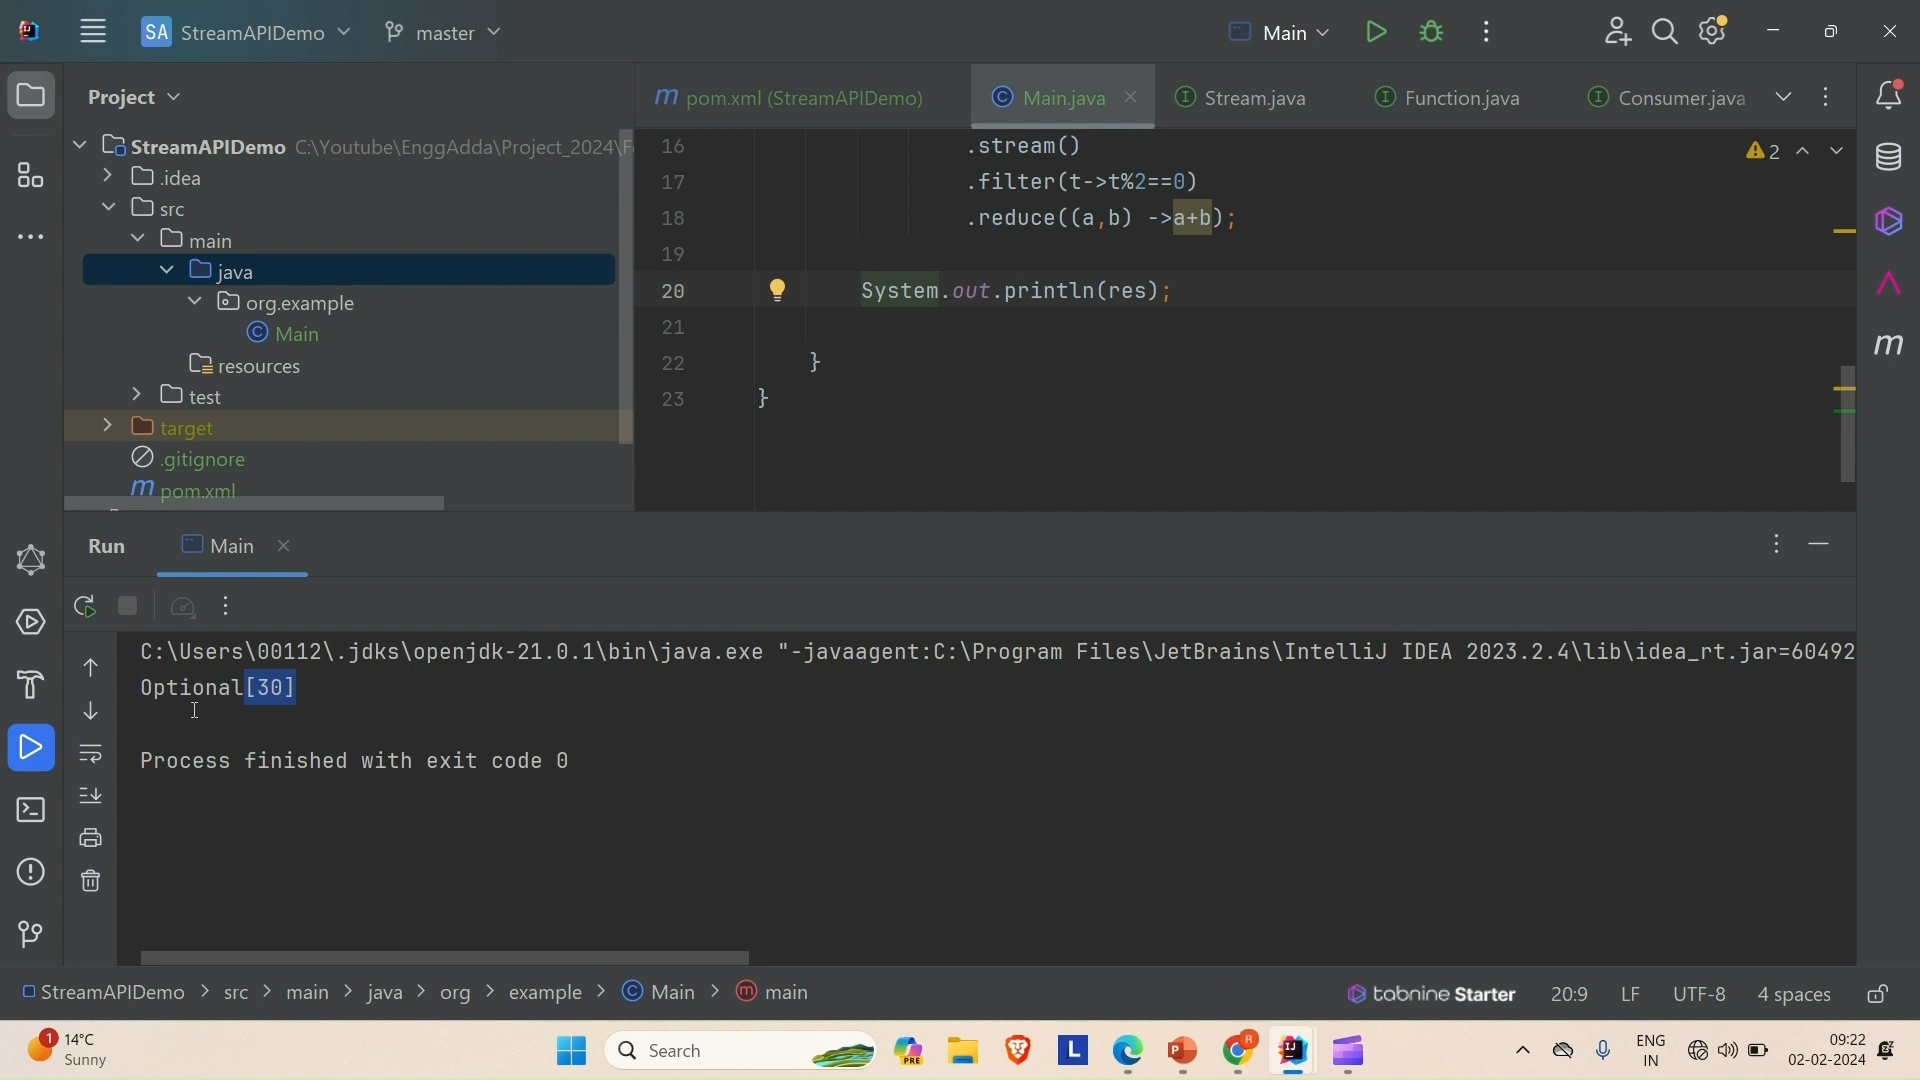 SA StreamAPIDemo master Main
Project
pom.xml (StreamAPIDemo) Main.java Stream.java Function.java Consumer.java
StreamAPIDemo C:\Youtube\EnggAdda\Project_2024\F
.idea
src
main
java
org.example
Main
resources
test
target
.gitignore
pom.xml
16 .stream()
17 .filter(t->t%2==0)
18 .reduce((a,b) ->a+b);
19
20 System.out.println(res);
21
22 }
23 }
2
Run Main
C:\Users\00112\.jdks\openjdk-21.0.1\bin\java.exe "-javaagent:C:\Program Files\JetBrains\IntelliJ IDEA 2023.2.4\lib\idea_rt.jar=60492
Optional[30]
Process finished with exit code 0
StreamAPIDemo > src > main > java > org > example > Main > main
tabnine Starter 20:9 LF UTF-8 4 spaces
1 14°C
Sunny
Search
PRE
L
R
ENG
IN
09:22
02-02-2024